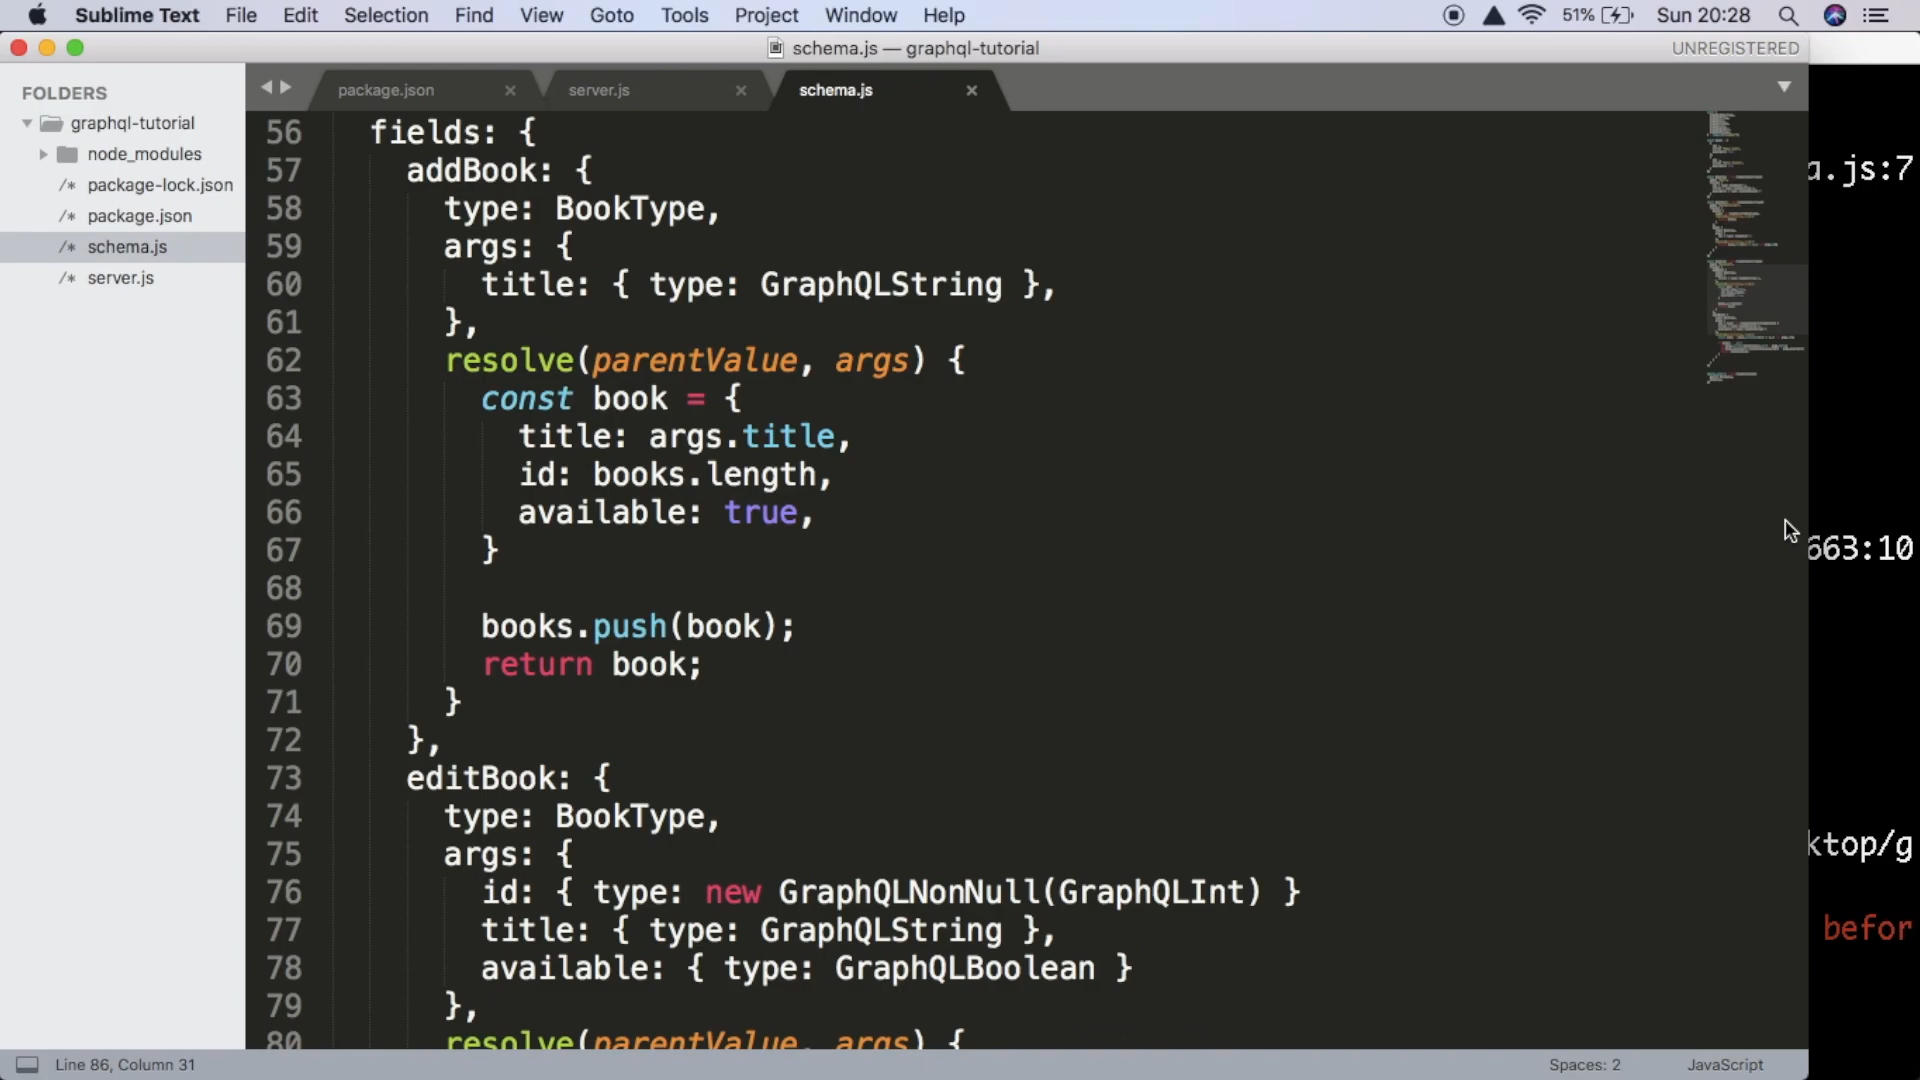 Sublime Text File Edit Selection Find View Goto Tools Project Window Help 51% Sun 20:28
schema.js — graphql-tutorial UNREGISTERED
FOLDERS
graphql-tutorial
node_modules
/* package-lock.json
/* package.json
/* schema.js
/* server.js
package.json × server.js × schema.js ×
56 fields: {
57 addBook: {
58 type: BookType,
59 args: {
60 title: { type: GraphQLString },
61 },
62 resolve(parentValue, args) {
63 const book = {
64 title: args.title,
65 id: books.length,
66 available: true,
67 }
68
69 books.push(book);
70 return book;
71 }
72 },
73 editBook: {
74 type: BookType,
75 args: {
76 id: { type: new GraphQLNonNull(GraphQLInt) }
77 title: { type: GraphQLString },
78 available: { type: GraphQLBoolean }
79 },
80 resolve(parentValue, args) {
a.js:7
663:10
ktop/g
befor
Line 86, Column 31 Spaces: 2 JavaScript